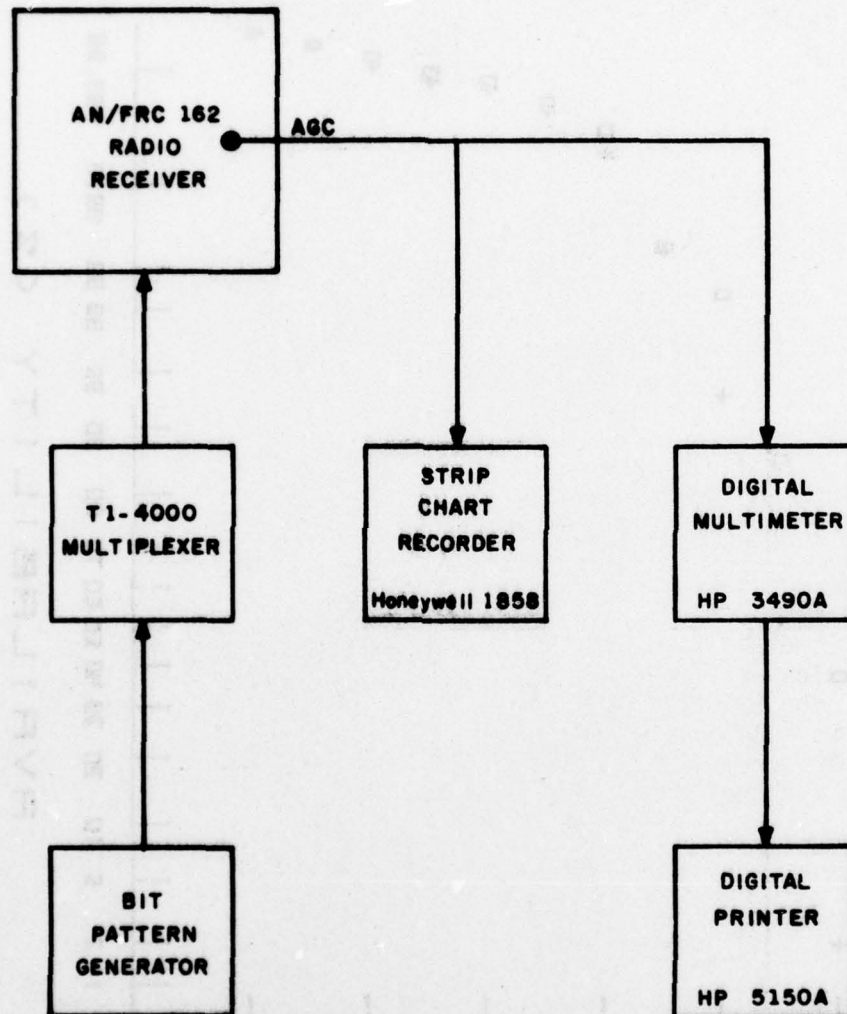 AN/FRC 162
RADIO
RECEIVER
AGC
T1-4000
MULTIPLEXER
STRIP
CHART
RECORDER
Honeywell 1858
DIGITAL
MULTIMETER
HP 3490A
BIT
PATTERN
GENERATOR
DIGITAL
PRINTER
HP 5150A